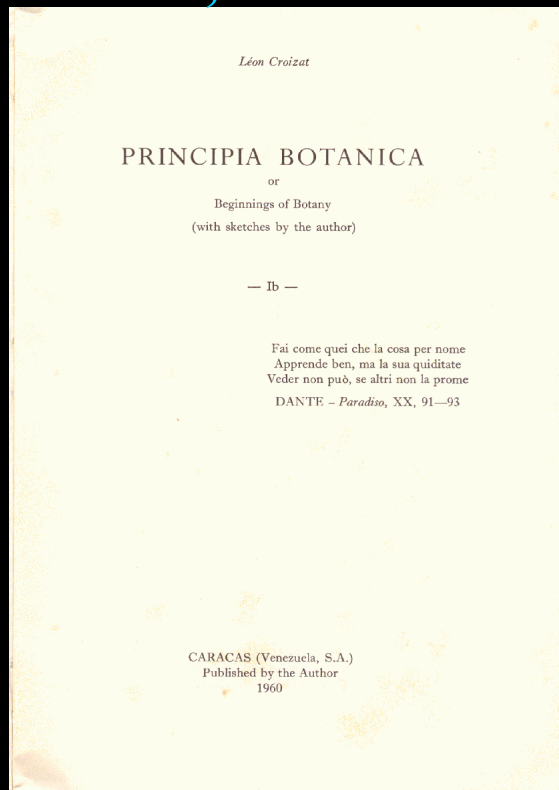 Léon Croizat
PRINCIPIA BOTANICA
or
Beginnings of Botany
(with sketches by the author)
— Ib —
Fai come quei che la cosa per nome
Apprende ben, ma la sua quiditate
Veder non può, se altri non la prome
DANTE – Paradiso, XX, 91—93
CARACAS (Venezuela, S.A.)
Published by the Author
1960